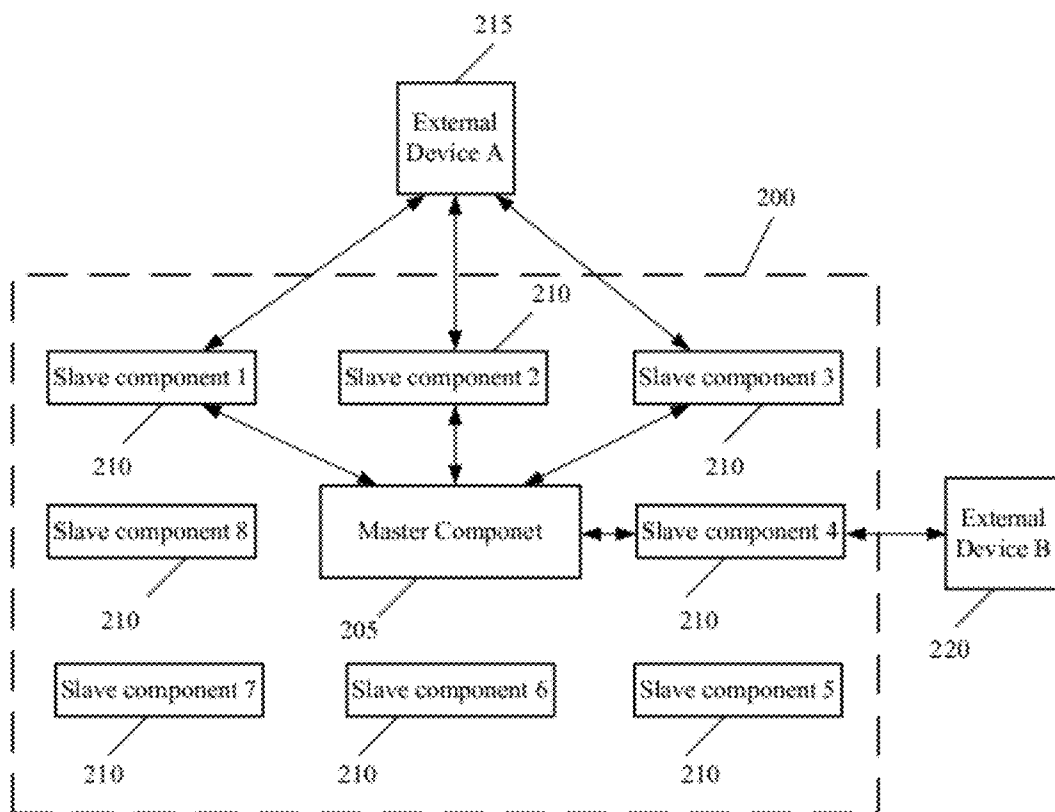 215
External
Device A
200
210
Slave component 1
Slave component 2
Slave component 3
210
210
Slave component 8
Master Componet
Slave component 4
External
Device B
210
205
210
220
Slave component 7
Slave component 6
Slave component 5
210
210
210